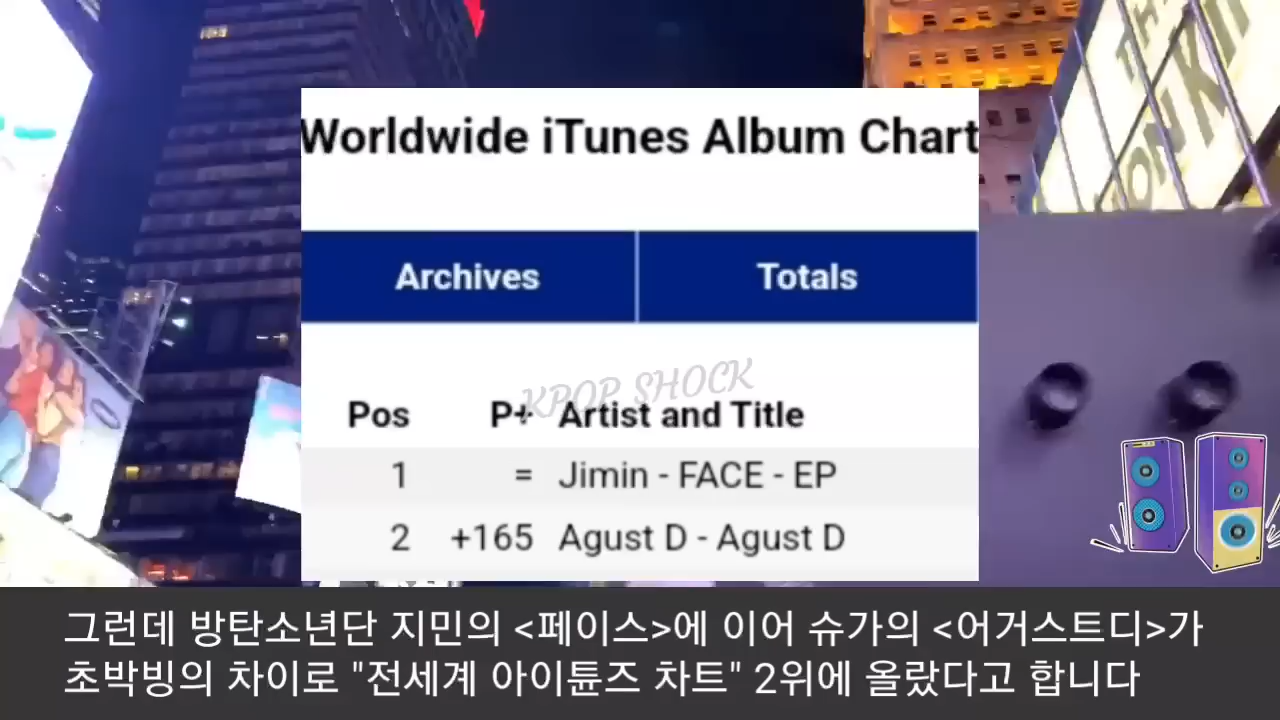 Worldwide iTunes Album Chart
Archives Totals
KPOP SHOCK
Pos P+ Artist and Title
1 = Jimin - FACE - EP
2 +165 Agust D - Agust D
그런데 방탄소년단 지민의 <페이스>에 이어 슈가의 <어거스트디>가
초박빙의 차이로 "전세계 아이튠즈 차트" 2위에 올랐다고 합니다